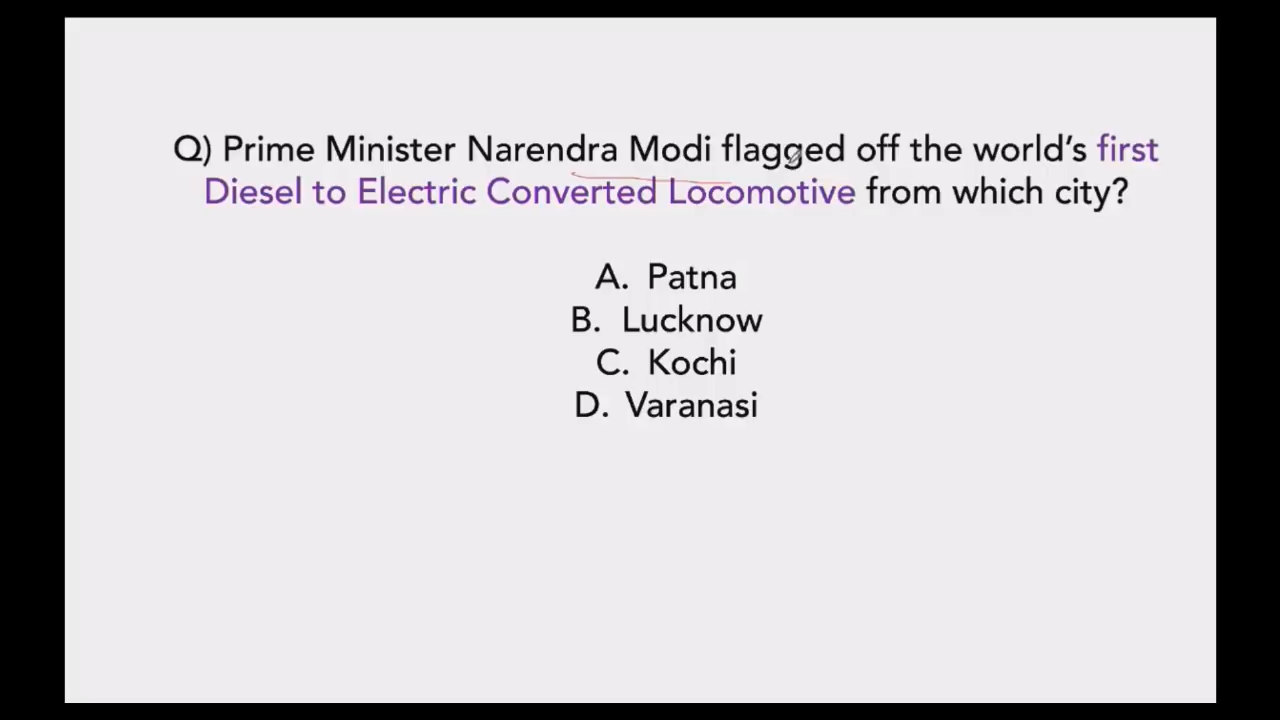 Q) Prime Minister Narendra Modi flagged off the world’s first
Diesel to Electric Converted Locomotive from which city?
A. Patna
B. Lucknow
C. Kochi
D. Varanasi